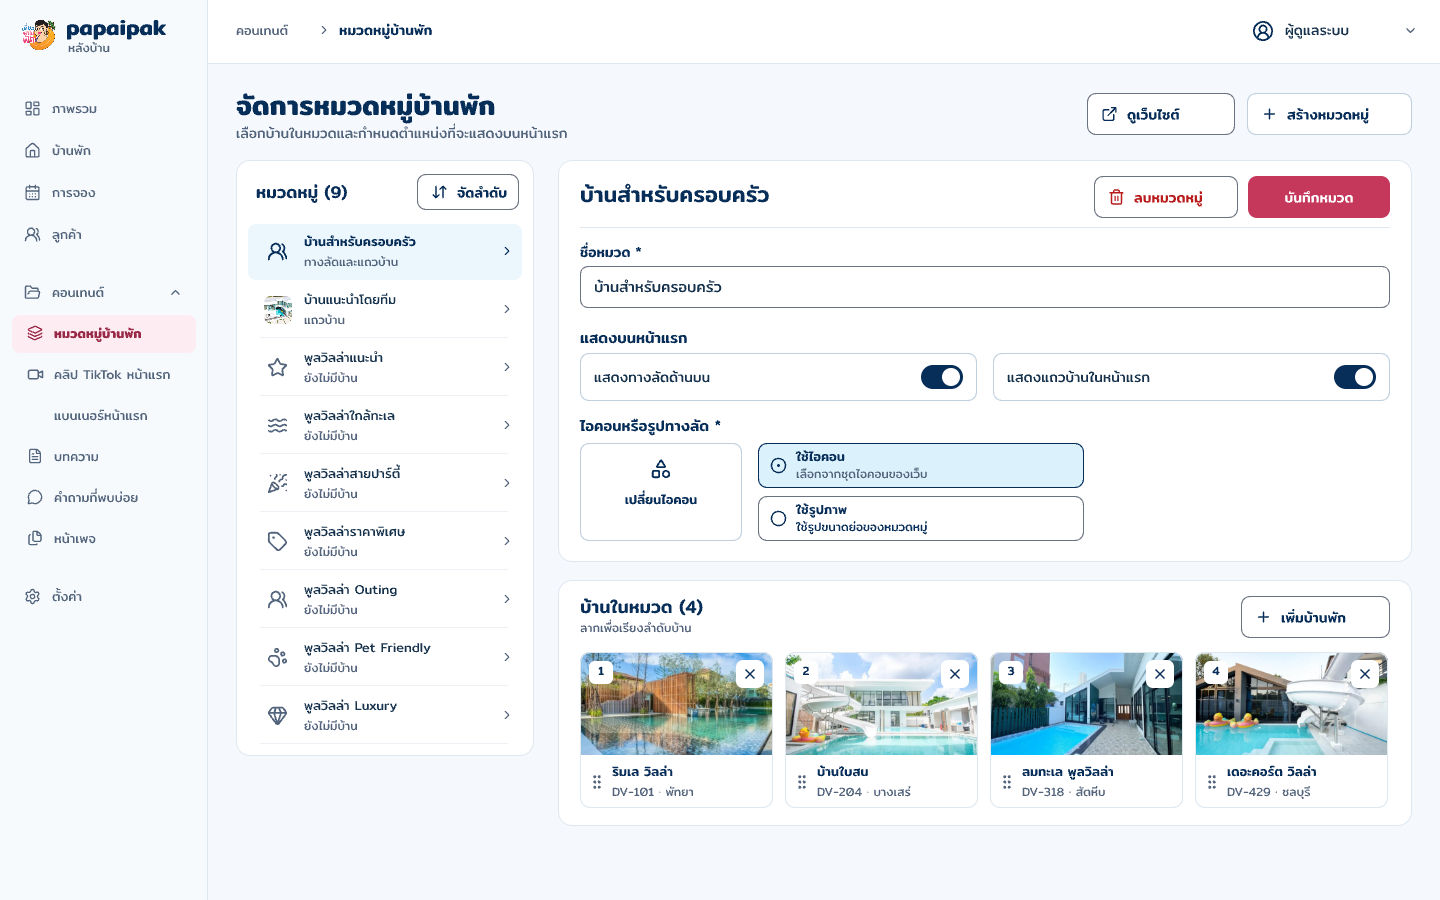 papaipak
หลังบ้าน
ภาพรวม
บ้านพัก
การจอง
ลูกค้า
คอนเทนต์
หมวดหมู่บ้านพัก
คลิป TikTok หน้าแรก
แบนเนอร์หน้าแรก
บทความ
คำถามที่พบบ่อย
หน้าเพจ
ตั้งค่า
คอนเทนต์ > หมวดหมู่บ้านพัก
ผู้ดูแลระบบ
จัดการหมวดหมู่บ้านพัก
เลือกบ้านในหมวดและกำหนดตำแหน่งที่จะแสดงบนหน้าแรก
ดูเว็บไซต์
สร้างหมวดหมู่
หมวดหมู่ (9)
จัดลำดับ
บ้านสำหรับครอบครัว
ทางลัดและแถวบ้าน
บ้านแนะนำโดยทีม
แถวบ้าน
พูลวิลล่าแนะนำ
ยังไม่มีบ้าน
พูลวิลล่าใกล้ทะเล
ยังไม่มีบ้าน
พูลวิลล่าสายปาร์ตี้
ยังไม่มีบ้าน
พูลวิลล่าราคาพิเศษ
ยังไม่มีบ้าน
พูลวิลล่า Outing
ยังไม่มีบ้าน
พูลวิลล่า Pet Friendly
ยังไม่มีบ้าน
พูลวิลล่า Luxury
ยังไม่มีบ้าน
บ้านสำหรับครอบครัว
ลบหมวดหมู่
บันทึกหมวด
ชื่อหมวด *
บ้านสำหรับครอบครัว
แสดงบนหน้าแรก
แสดงทางลัดด้านบน
แสดงแถวบ้านในหน้าแรก
ไอคอนหรือรูปทางลัด *
เปลี่ยนไอคอน
ใช้ไอคอน
เลือกจากชุดไอคอนของเว็บ
ใช้รูปภาพ
ใช้รูปขนาดย่อของหมวดหมู่
บ้านในหมวด (4)
ลากเพื่อเรียงลำดับบ้าน
เพิ่มบ้านพัก
1
ริมเล วิลล่า
DV-101 · พัทยา
2
บ้านใบสน
DV-204 · บางเสร่
3
ลมทะเล พูลวิลล่า
DV-318 · สัตหีบ
4
เดอะคอร์ต วิลล่า
DV-429 · ชลบุรี